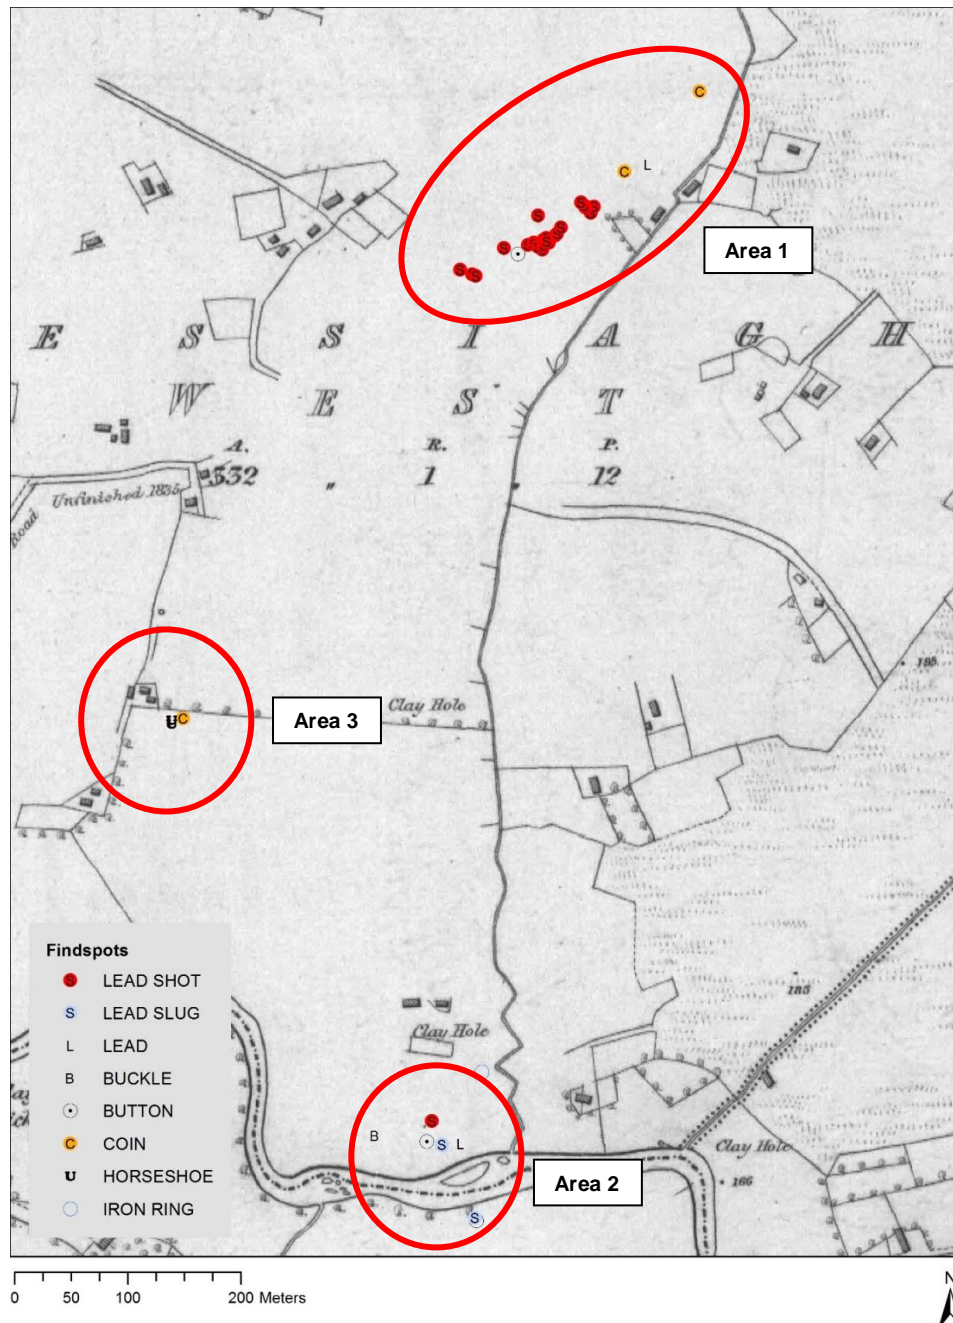 C
C L
S S
S
S
S
S S
Area 1
E S S I A G H
W E S T
A. R. P.
332 " 1 " 12
Unfinished 1835
Road
195
Clay Hole
U C
Area 3
Findspots
S LEAD SHOT
S LEAD SLUG
L LEAD
B BUCKLE
BUTTON
C COIN
U HORSESHOE
IRON RING
185
Clay Hole
S
B S L
Clay Hole
Area 2
166
S
0 50 100 200 Meters
N